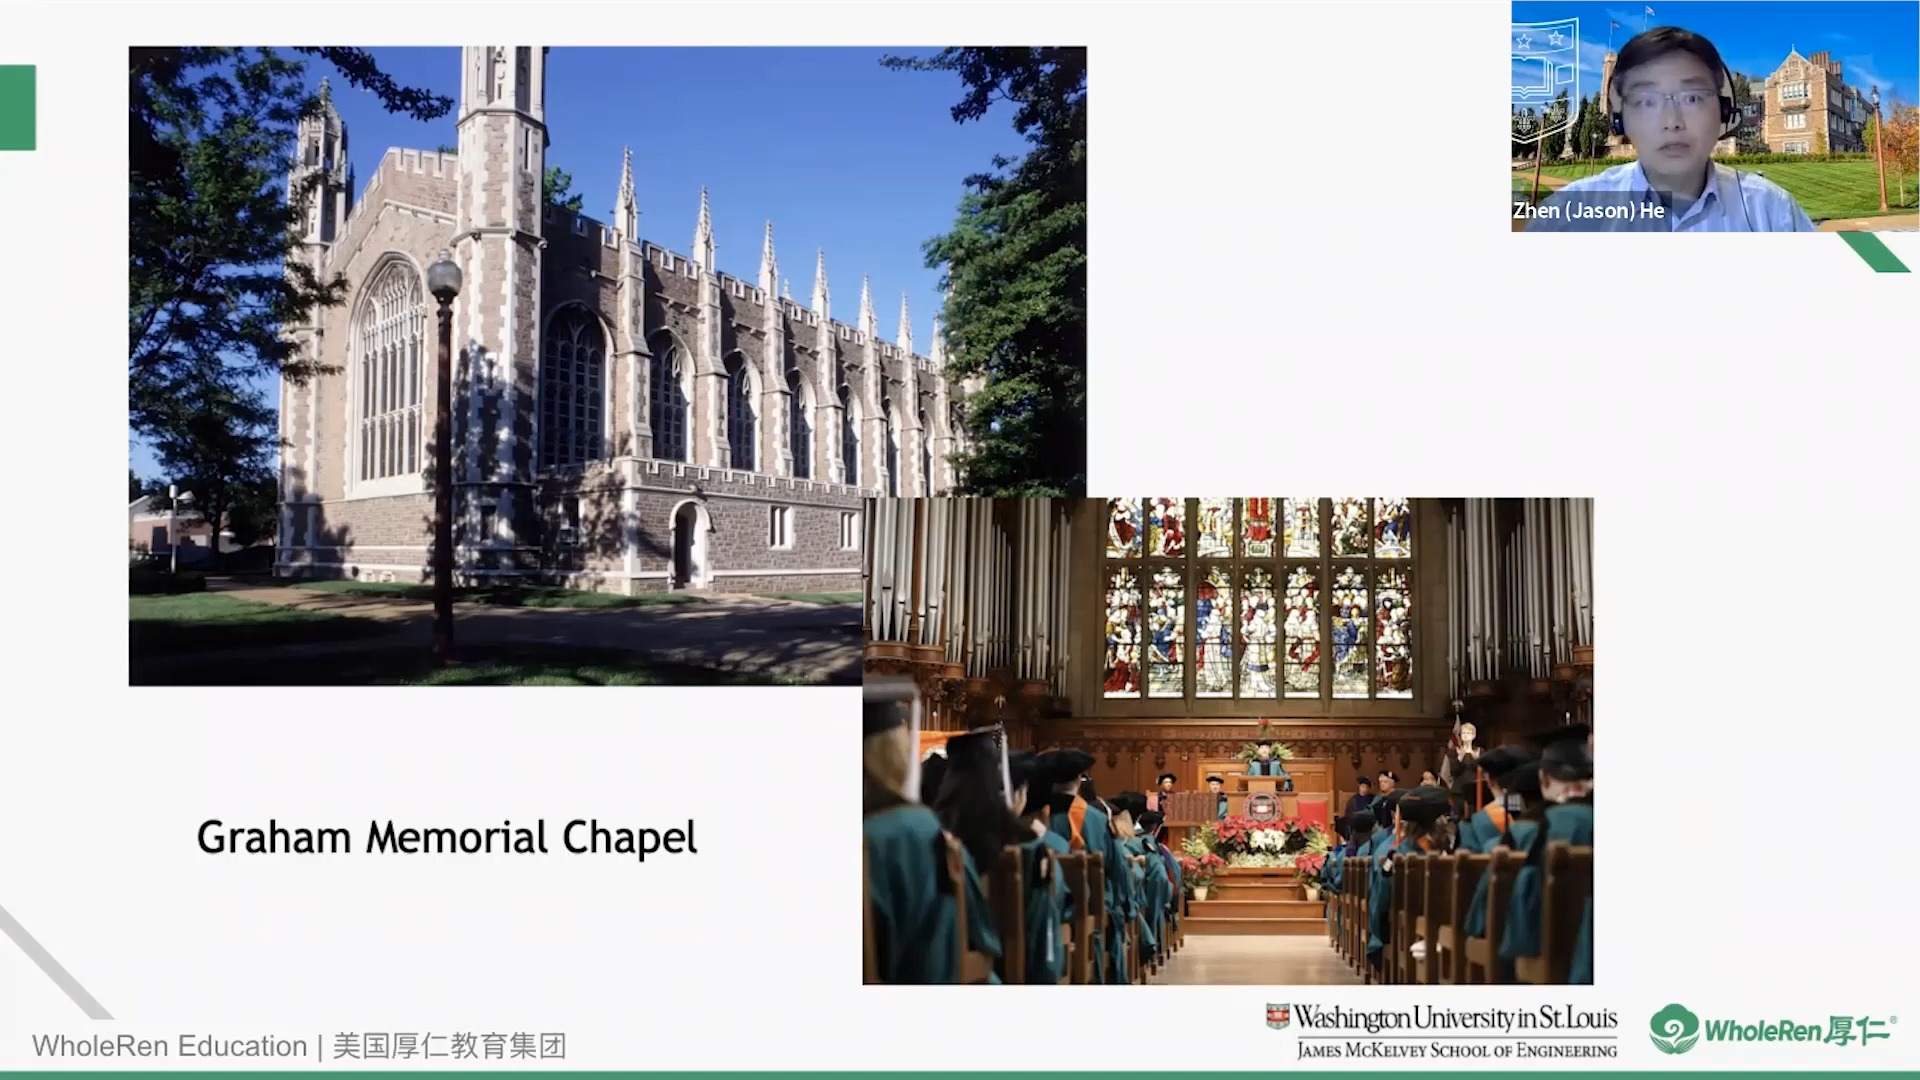 Zhen (Jason) He
Graham Memorial Chapel
WholeRen Education | 美国厚仁教育集团
Washington University in St. Louis
JAMES MCKELVEY SCHOOL OF ENGINEERING
WholeRen厚仁®